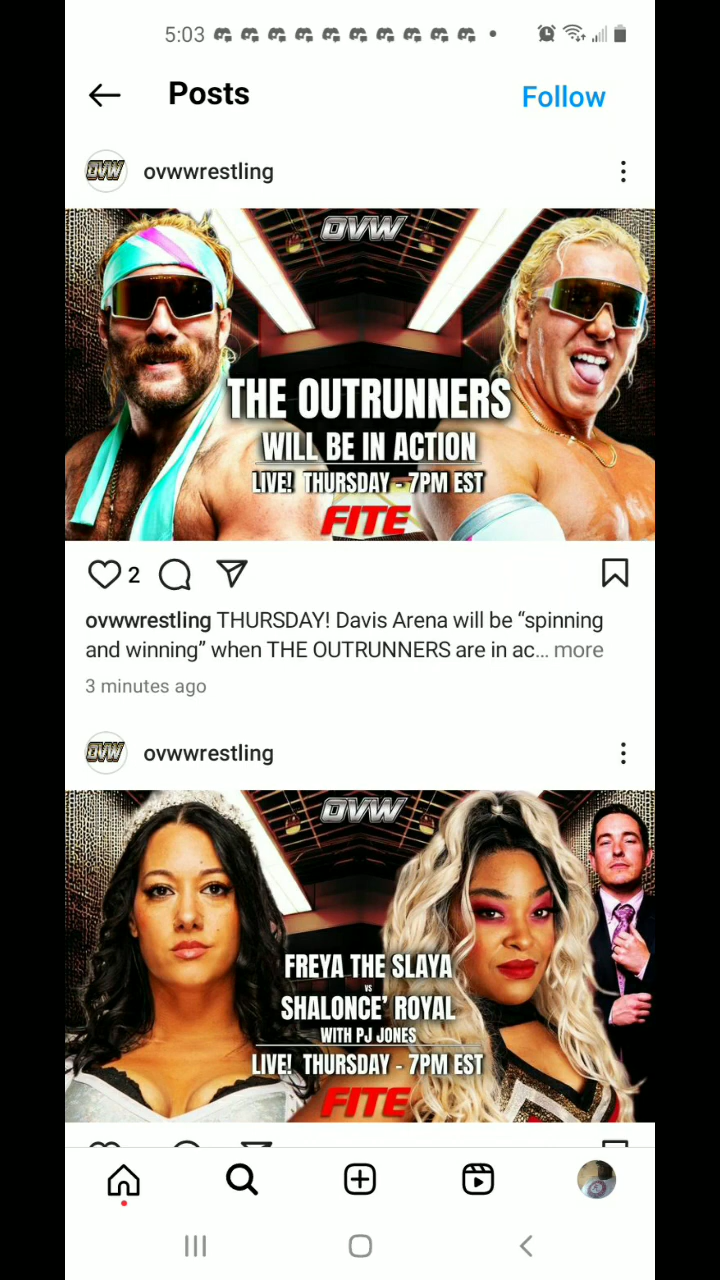 5:03
Posts
Follow
OVW
ovwwrestling
OVW
THE OUTRUNNERS
WILL BE IN ACTION
LIVE! THURSDAY - 7PM EST
FITE
2
ovwwrestling THURSDAY! Davis Arena will be “spinning
and winning” when THE OUTRUNNERS are in ac... more
3 minutes ago
OVW
ovwwrestling
OVW
FREYA THE SLAYA
VS
SHALONCE’ ROYAL
WITH PJ JONES
LIVE! THURSDAY - 7PM EST
FITE